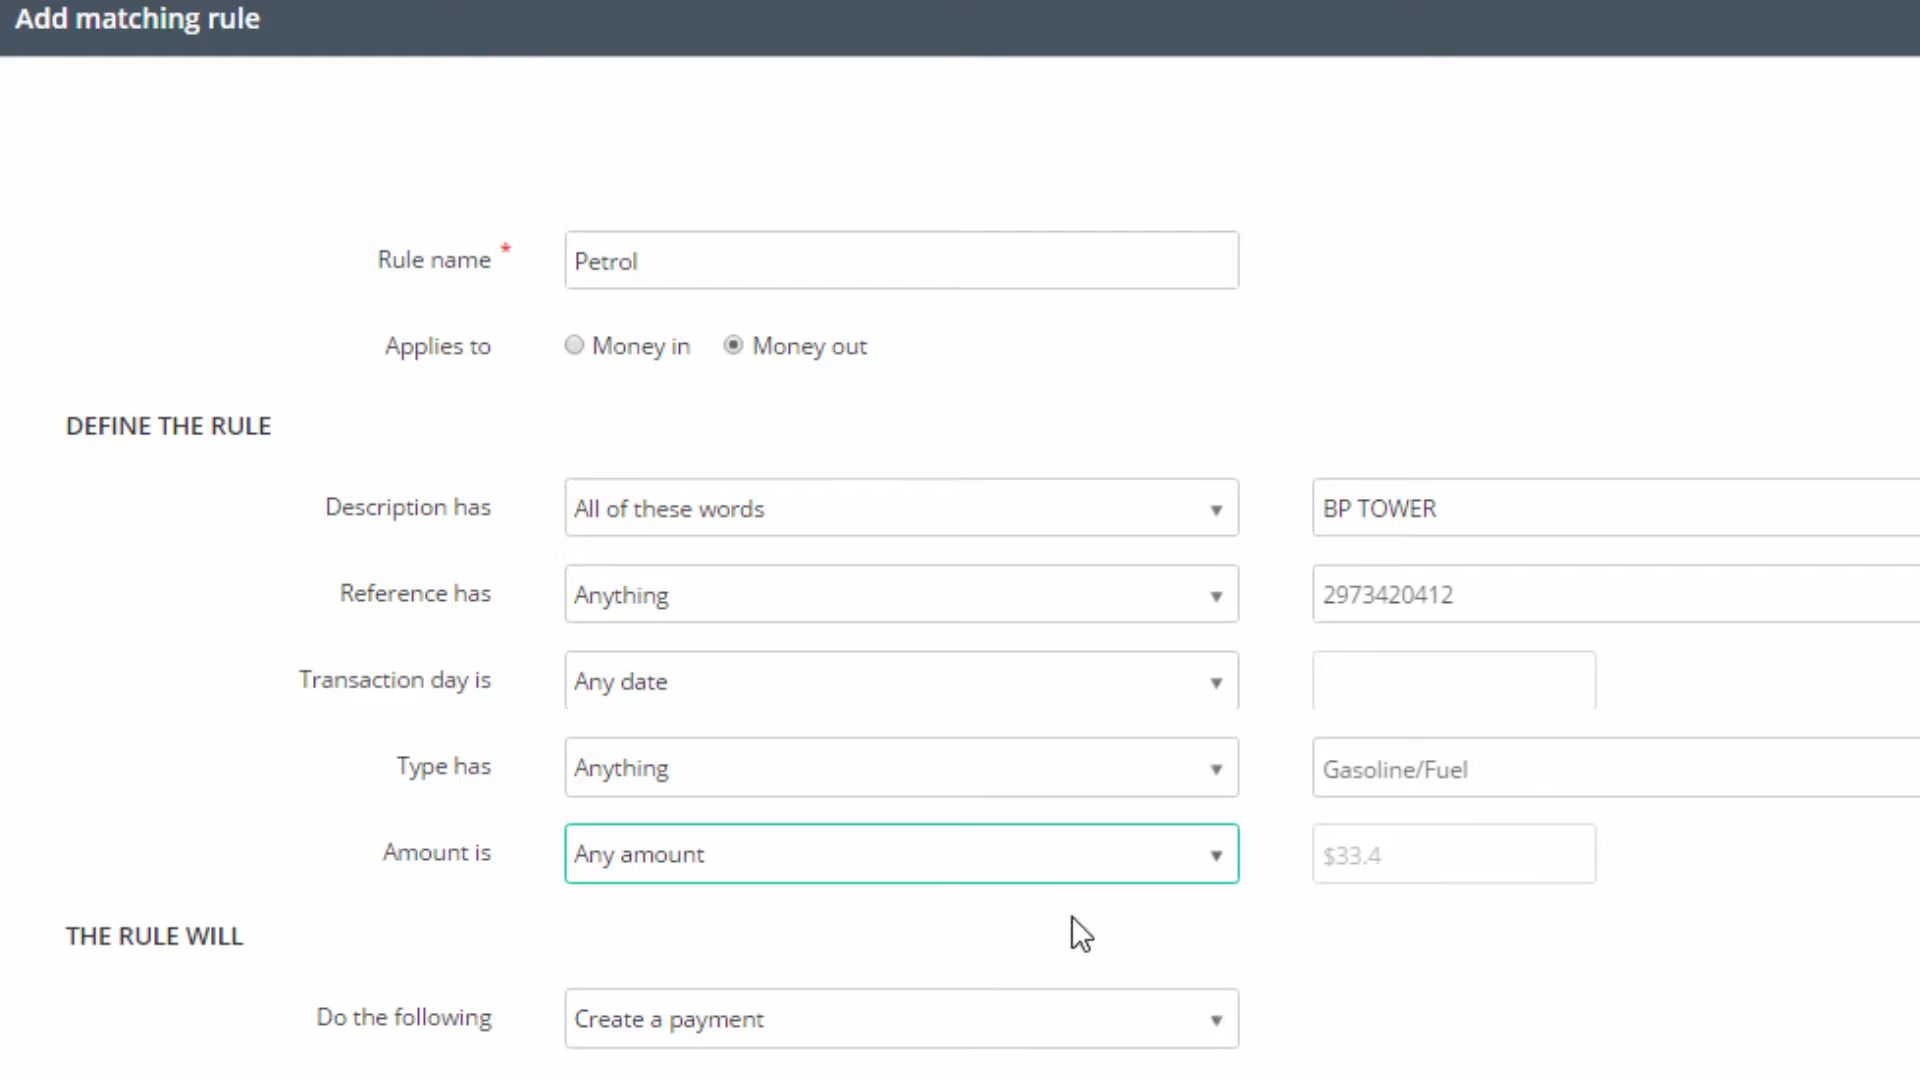 Add matching rule
Rule name * Petrol
Applies to Money in Money out
DEFINE THE RULE
Description has All of these words BP TOWER
Reference has Anything 2973420412
Transaction day is Any date
Type has Anything Gasoline/Fuel
Amount is Any amount $33.4
THE RULE WILL
Do the following Create a payment